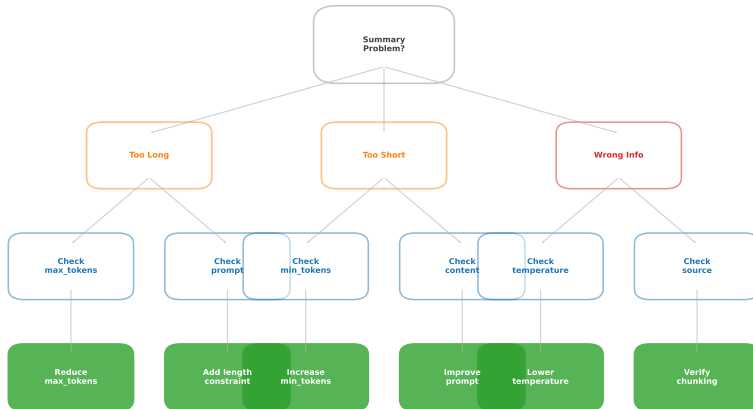 Summary
Problem?
Too Long
Too Short
Wrong Info
Check
max_tokens
Check
prompt
Check
min_tokens
Check
content
Check
temperature
Check
source
Reduce
max_tokens
Add length
constraint
Increase
min_tokens
Improve
prompt
Lower
temperature
Verify
chunking